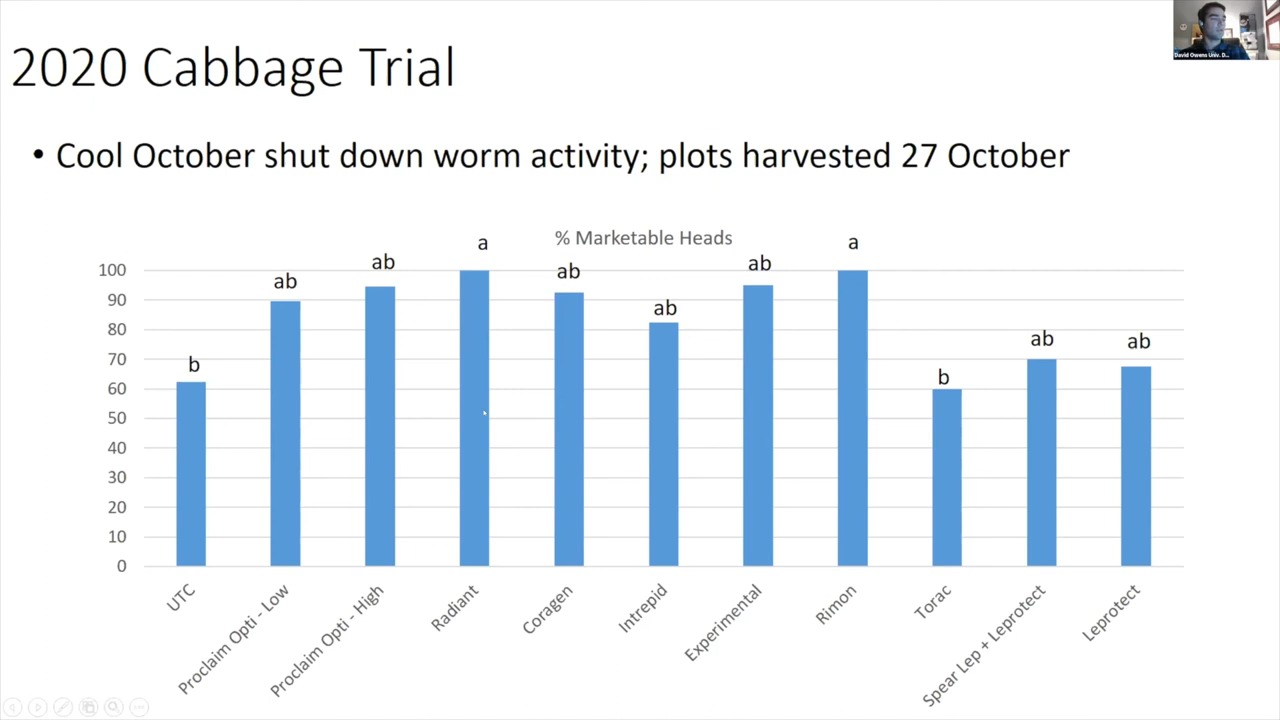 David Owens Univ. D...
2020 Cabbage Trial
• Cool October shut down worm activity; plots harvested 27 October
% Marketable Heads
100
90
80
70
60
50
40
30
20
10
0
b
ab
ab
a
ab
ab
ab
a
b
ab
ab
UTC
Proclaim Opti - Low
Proclaim Opti - High
Radiant
Coragen
Intrepid
Experimental
Rimon
Torac
Spear Lep + Leprotect
Leprotect